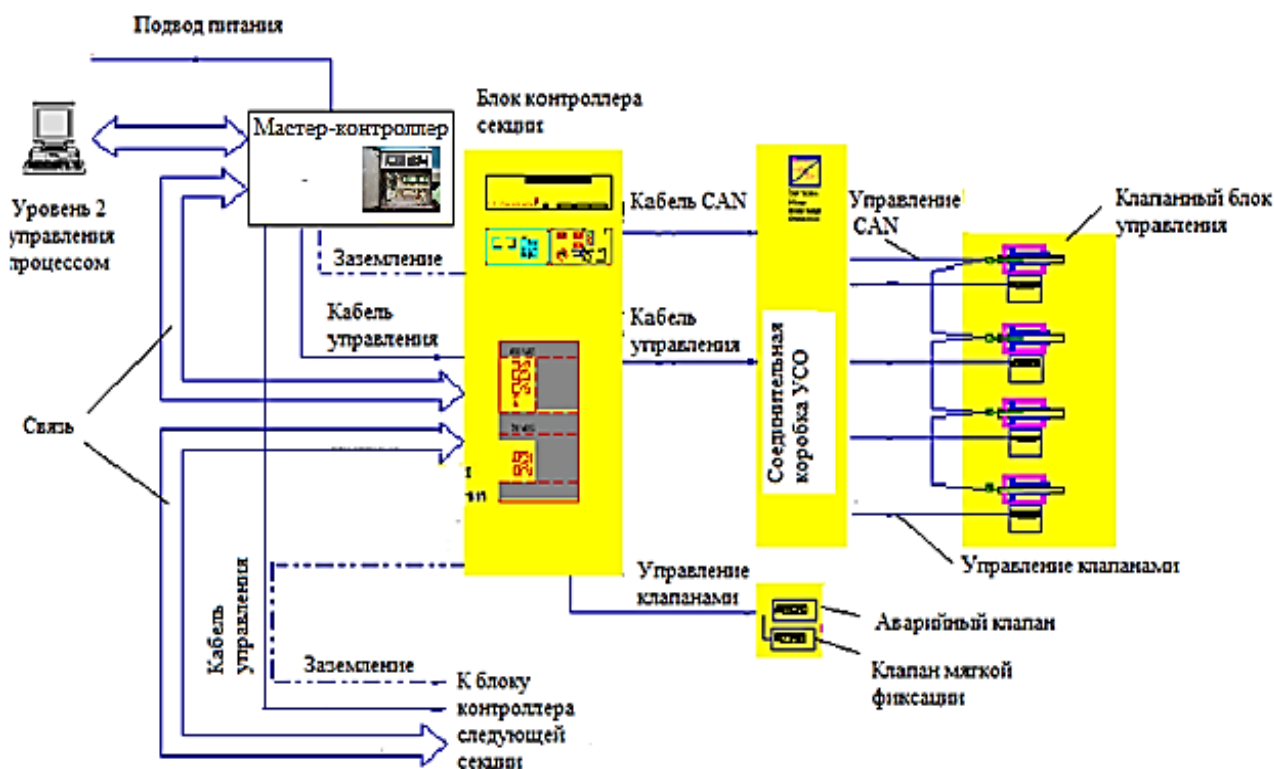 Подвод питания
Блок контроллера
секции
Мастер-контроллер
Уровень 2
управления
процессом
Кабель CAN
Управление
CAN
Клапанный блок
управления
Заземление
Кабель
управления
Кабель
управления
Соединительная
коробка УСО
Связь
Кабель
управления
Управление
клапанами
Управление клапанами
Аварийный клапан
Клапан мягкой
фиксации
Заземление
К блоку
контроллера
следующей
секции